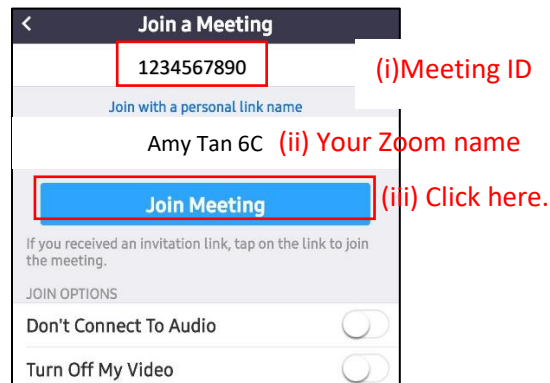 Join a Meeting
1234567890
(i)Meeting ID
Join with a personal link name
Amy Tan 6C (ii) Your Zoom name
Join Meeting (iii) Click here.
If you received an invitation link, tap on the link to join
the meeting.
JOIN OPTIONS
Don't Connect To Audio
Turn Off My Video